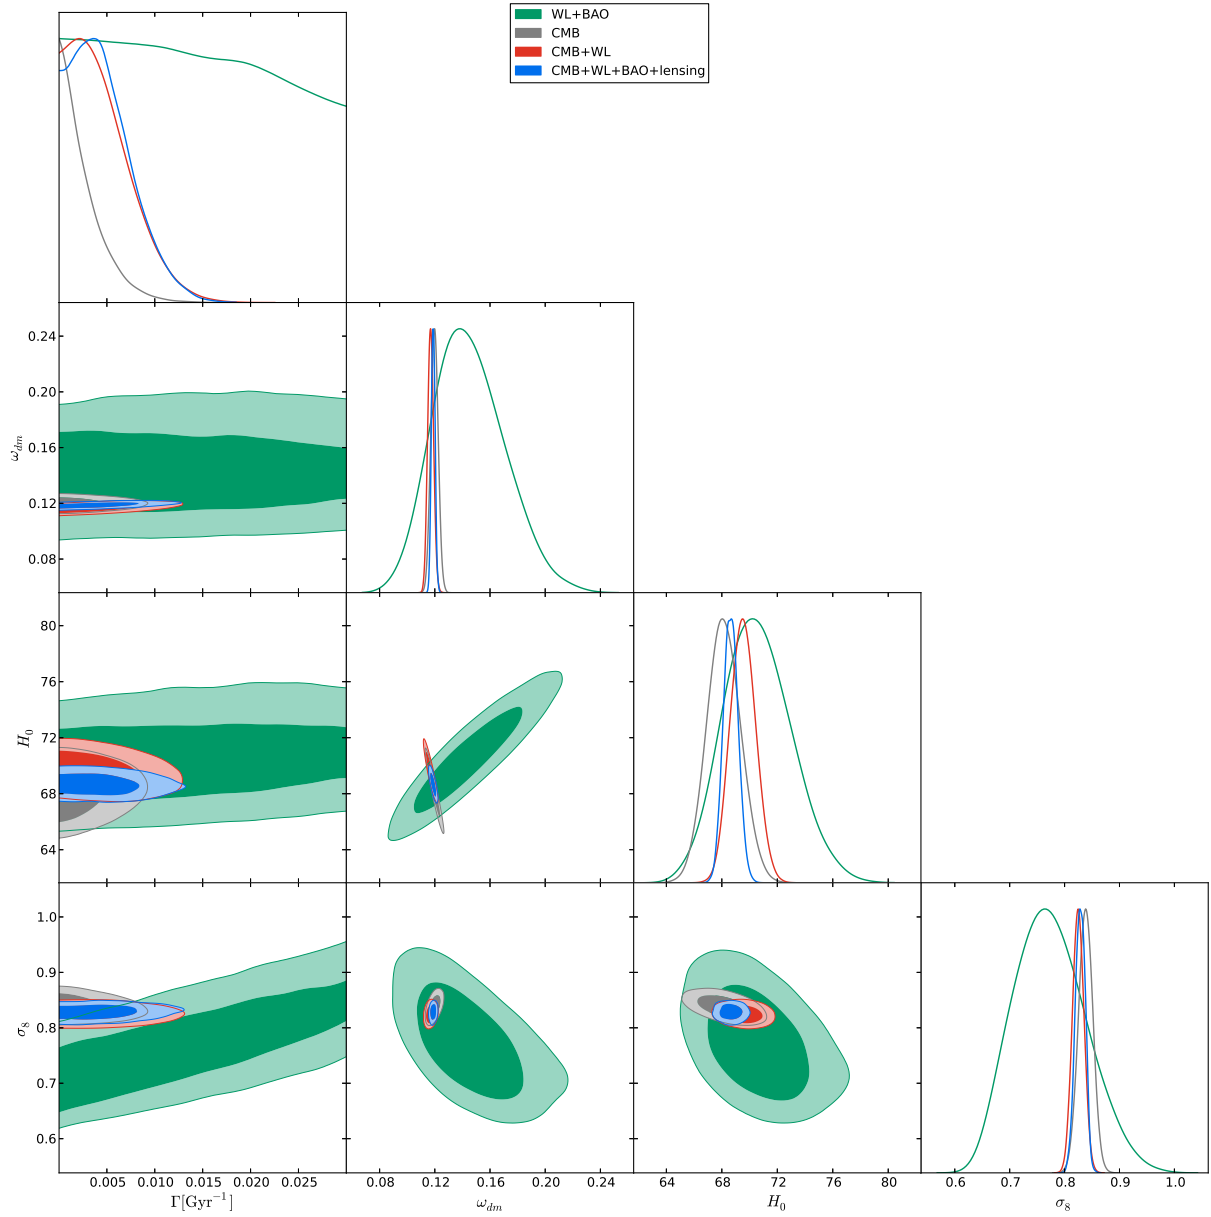 WL+BAO
CMB
CMB+WL
CMB+WL+BAO+lensing
0.24
0.20
0.16
0.12
0.08
ω_dm
80
76
72
68
64
H_0
1.0
0.9
0.8
0.7
0.6
σ_8
0.005 0.010 0.015 0.020 0.025
0.08 0.12 0.16 0.20 0.24
64 68 72 76 80
0.6 0.7 0.8 0.9 1.0
Γ[Gyr⁻¹]
ω_dm
H_0
σ_8